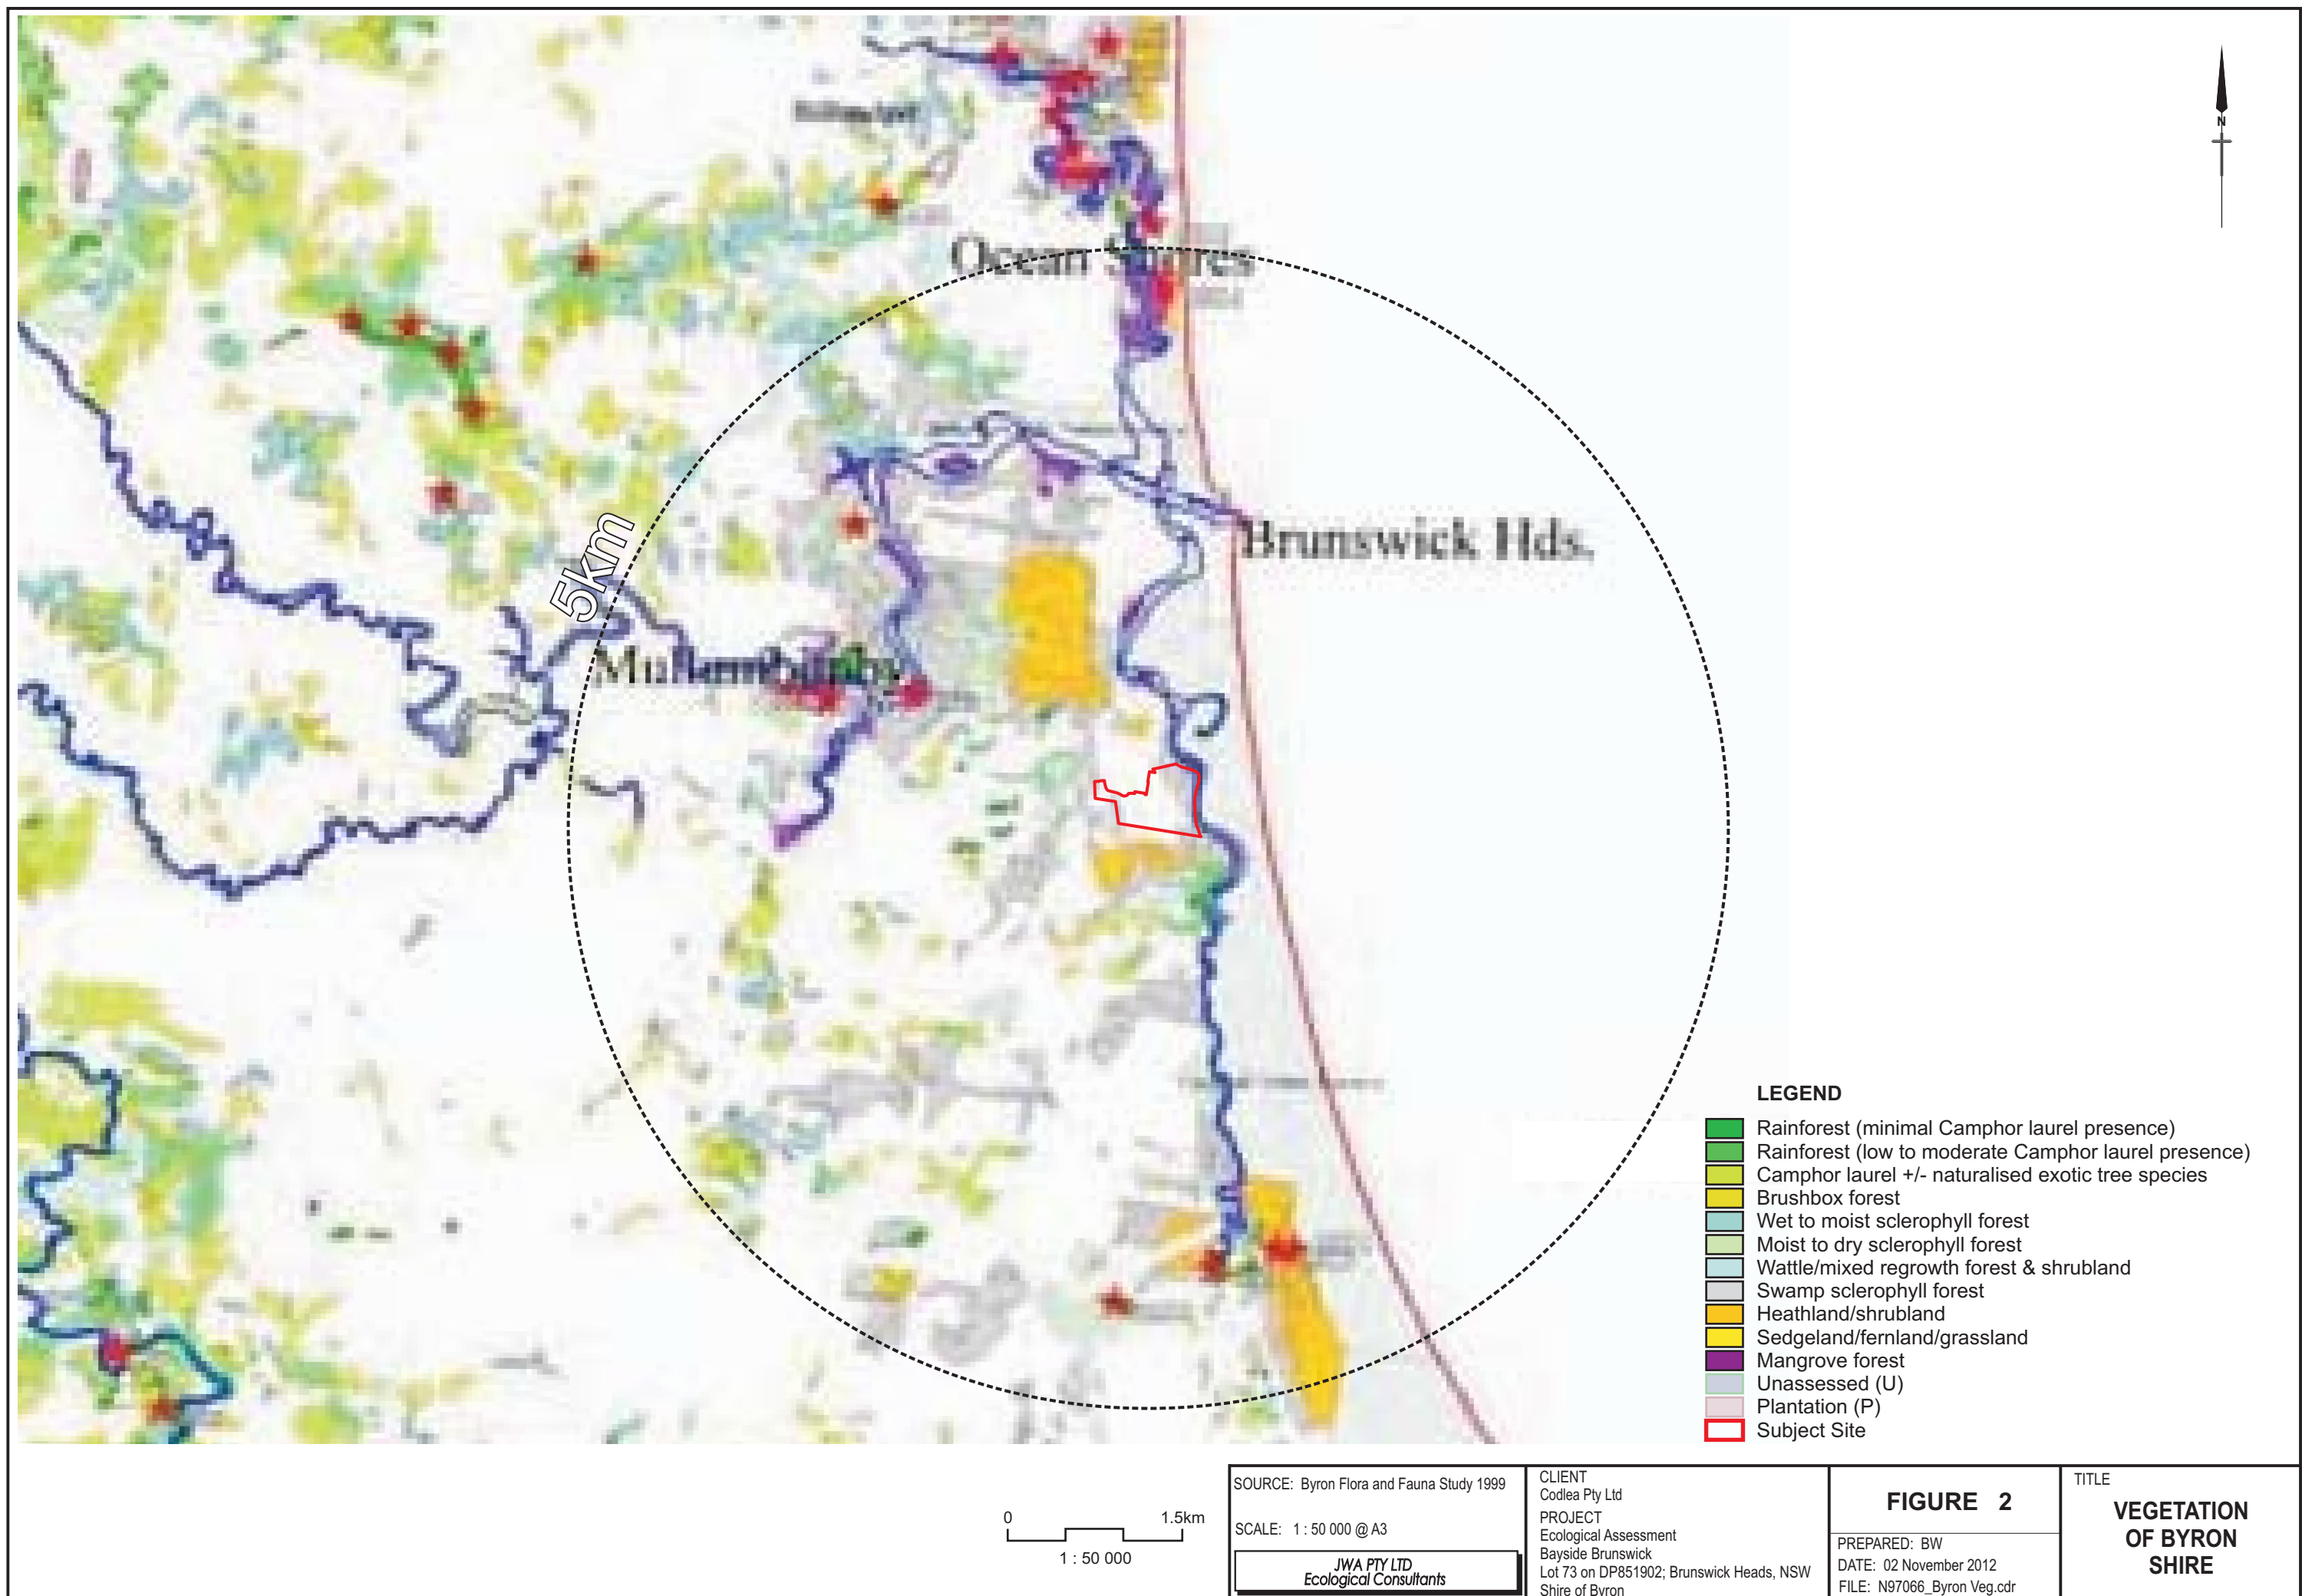 N
Ocean Shores
Brunswick Hds.
5km
Mullumbimby
LEGEND
Rainforest (minimal Camphor laurel presence)
Rainforest (low to moderate Camphor laurel presence)
Camphor laurel +/- naturalised exotic tree species
Brushbox forest
Wet to moist sclerophyll forest
Moist to dry sclerophyll forest
Wattle/mixed regrowth forest & shrubland
Swamp sclerophyll forest
Heathland/shrubland
Sedgeland/fernland/grassland
Mangrove forest
Unassessed (U)
Plantation (P)
Subject Site
0 1.5km
1 : 50 000
SOURCE: Byron Flora and Fauna Study 1999
SCALE: 1 : 50 000 @ A3
JWA PTY LTD
Ecological Consultants
CLIENT
Codlea Pty Ltd
PROJECT
Ecological Assessment
Bayside Brunswick
Lot 73 on DP851902; Brunswick Heads, NSW
Shire of Byron
FIGURE 2
PREPARED: BW
DATE: 02 November 2012
FILE: N97066_Byron Veg.cdr
TITLE
VEGETATION
OF BYRON
SHIRE